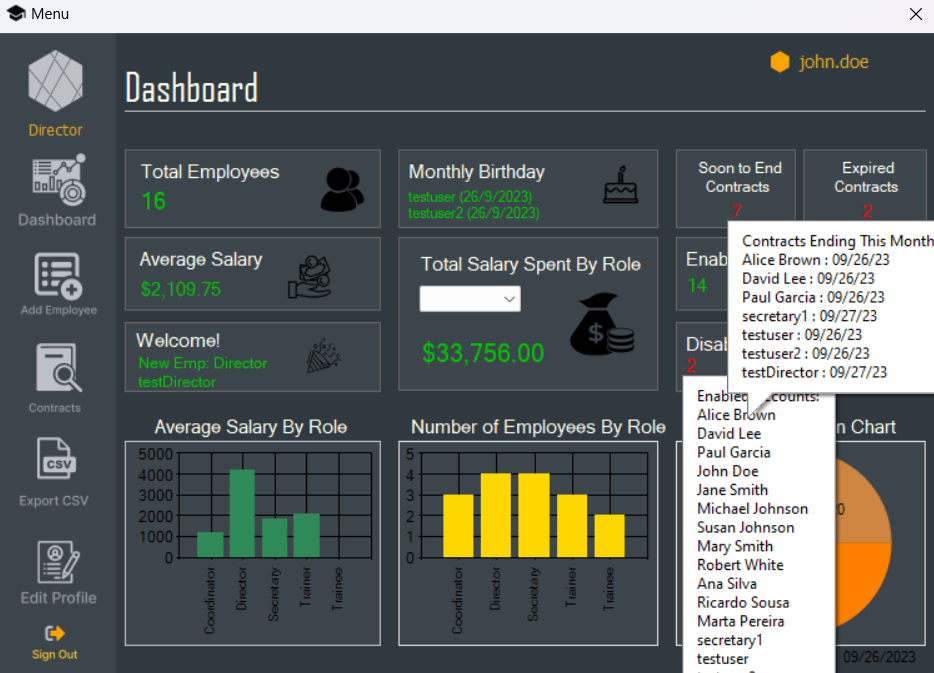 Menu
john.doe
Dashboard
Director
Dashboard
Add Employee
Contracts
Export CSV
CSV
Edit Profile
Sign Out
Total Employees
16
Monthly Birthday
testuser (26/9/2023)
testuser2 (26/9/2023)
Soon to End
Contracts
7
Expired
Contracts
2
Average Salary
$2,109.75
Total Salary Spent By Role
$33,756.00
$
Enab
14
Welcome!
New Emp: Director
testDirector
Disab
2
Contracts Ending This Month
Alice Brown : 09/26/23
David Lee : 09/26/23
Paul Garcia : 09/26/23
secretary1 : 09/27/23
testuser : 09/26/23
testuser2 : 09/26/23
testDirector : 09/27/23
Average Salary By Role
5000
4000
3000
2000
1000
0
Coordinator
Director
Secretary
Trainer
Trainee
Number of Employees By Role
5
4
3
2
1
0
Coordinator
Director
Secretary
Trainer
Trainee
n Chart
Alice Brown
David Lee
Paul Garcia
John Doe
Jane Smith
Michael Johnson
Susan Johnson
Mary Smith
Robert White
Ana Silva
Ricardo Sousa
Marta Pereira
secretary1
testuser
09/26/2023